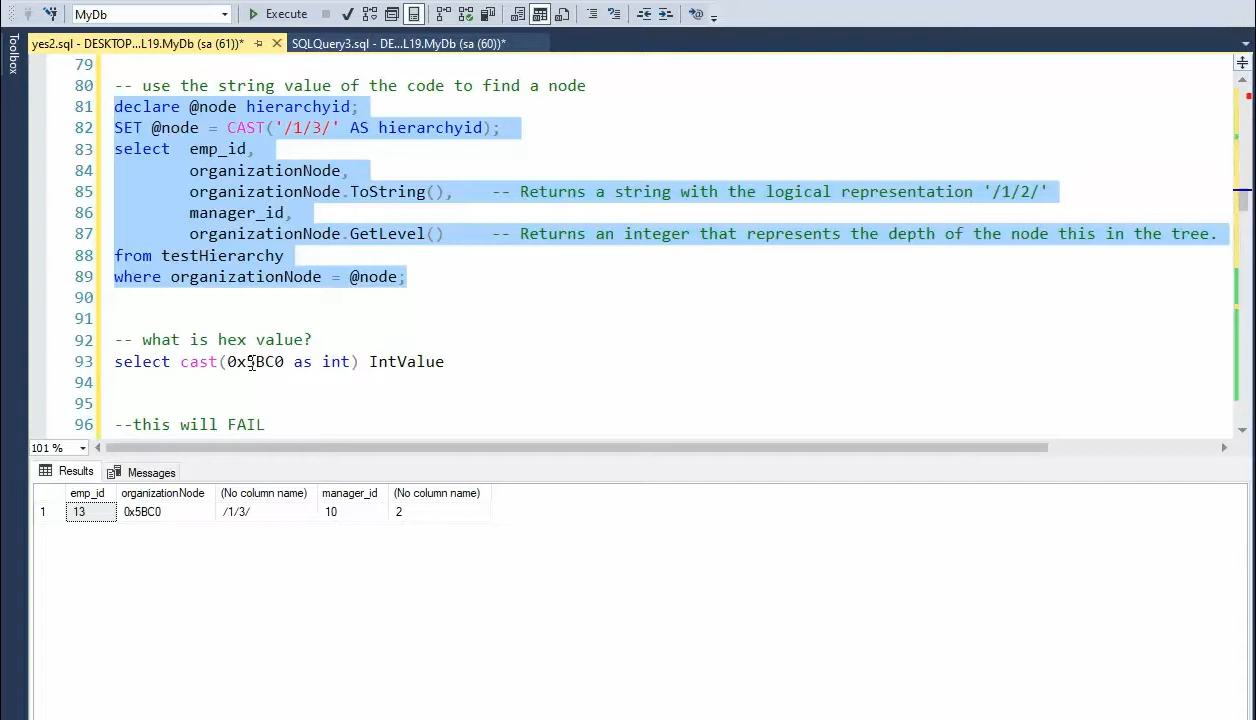 MyDb
Execute
Toolbox
yes2.sql - DESKTOP...L19.MyDb (sa (61))*
SQLQuery3.sql - DE...L19.MyDb (sa (60))*
79
80 -- use the string value of the code to find a node
81 declare @node hierarchyid;
82 SET @node = CAST('/1/3/' AS hierarchyid);
83 select  emp_id,
84         organizationNode,
85         organizationNode.ToString(),    -- Returns a string with the logical representation '/1/2/'
86         manager_id,
87         organizationNode.GetLevel()     -- Returns an integer that represents the depth of the node this in the tree.
88 from testHierarchy
89 where organizationNode = @node;
90
91
92 -- what is hex value?
93 select cast(0x5BC0 as int) IntValue
94
95
96 --this will FAIL
101 %
Results
Messages
emp_id organizationNode (No column name) manager_id (No column name)
1 13 0x5BC0 /1/3/ 10 2